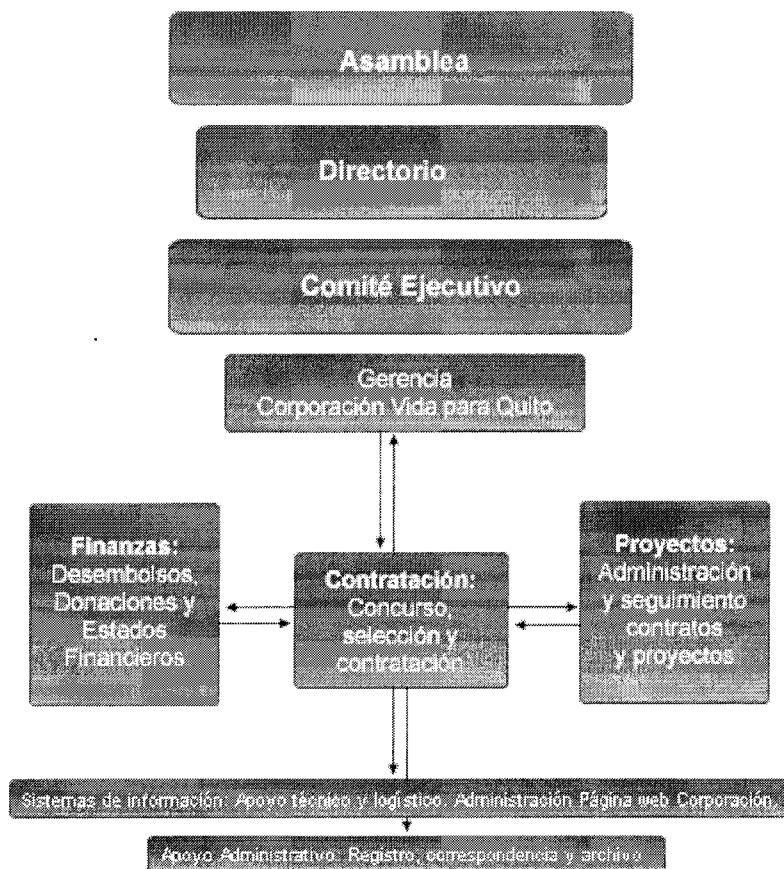 Asamblea
Directorio
Comité Ejecutivo
Gerencia
Corporación Vida para Quito
Finanzas:
Desembolsos,
Donaciones y
Estados
Financieros
Contratación:
Concurso,
selección y
contratación
Proyectos:
Administración
y seguimiento
contratos
y proyectos
Sistemas de información: Apoyo técnico y logístico. Administración Página web Corporación.
Apoyo Administrativo: Registro, correspondencia y archivo